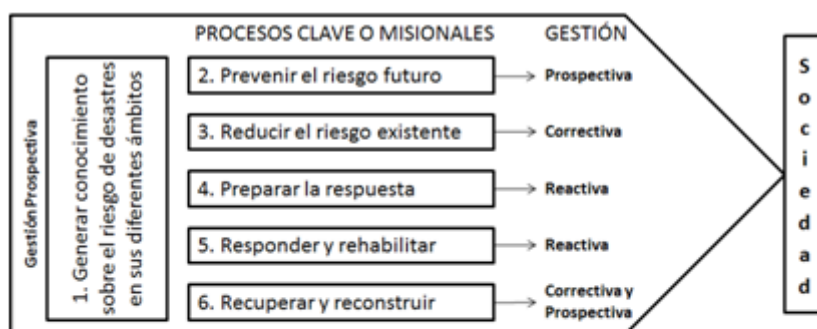 PROCESOS CLAVE O MISIONALES
GESTIÓN
Gestión Prospectiva
1. Generar conocimiento
sobre el riesgo de desastres
en sus diferentes ámbitos
2. Prevenir el riesgo futuro
Prospectiva
3. Reducir el riesgo existente
Correctiva
4. Preparar la respuesta
Reactiva
5. Responder y rehabilitar
Reactiva
6. Recuperar y reconstruir
Correctiva y
Prospectiva
Sociedad